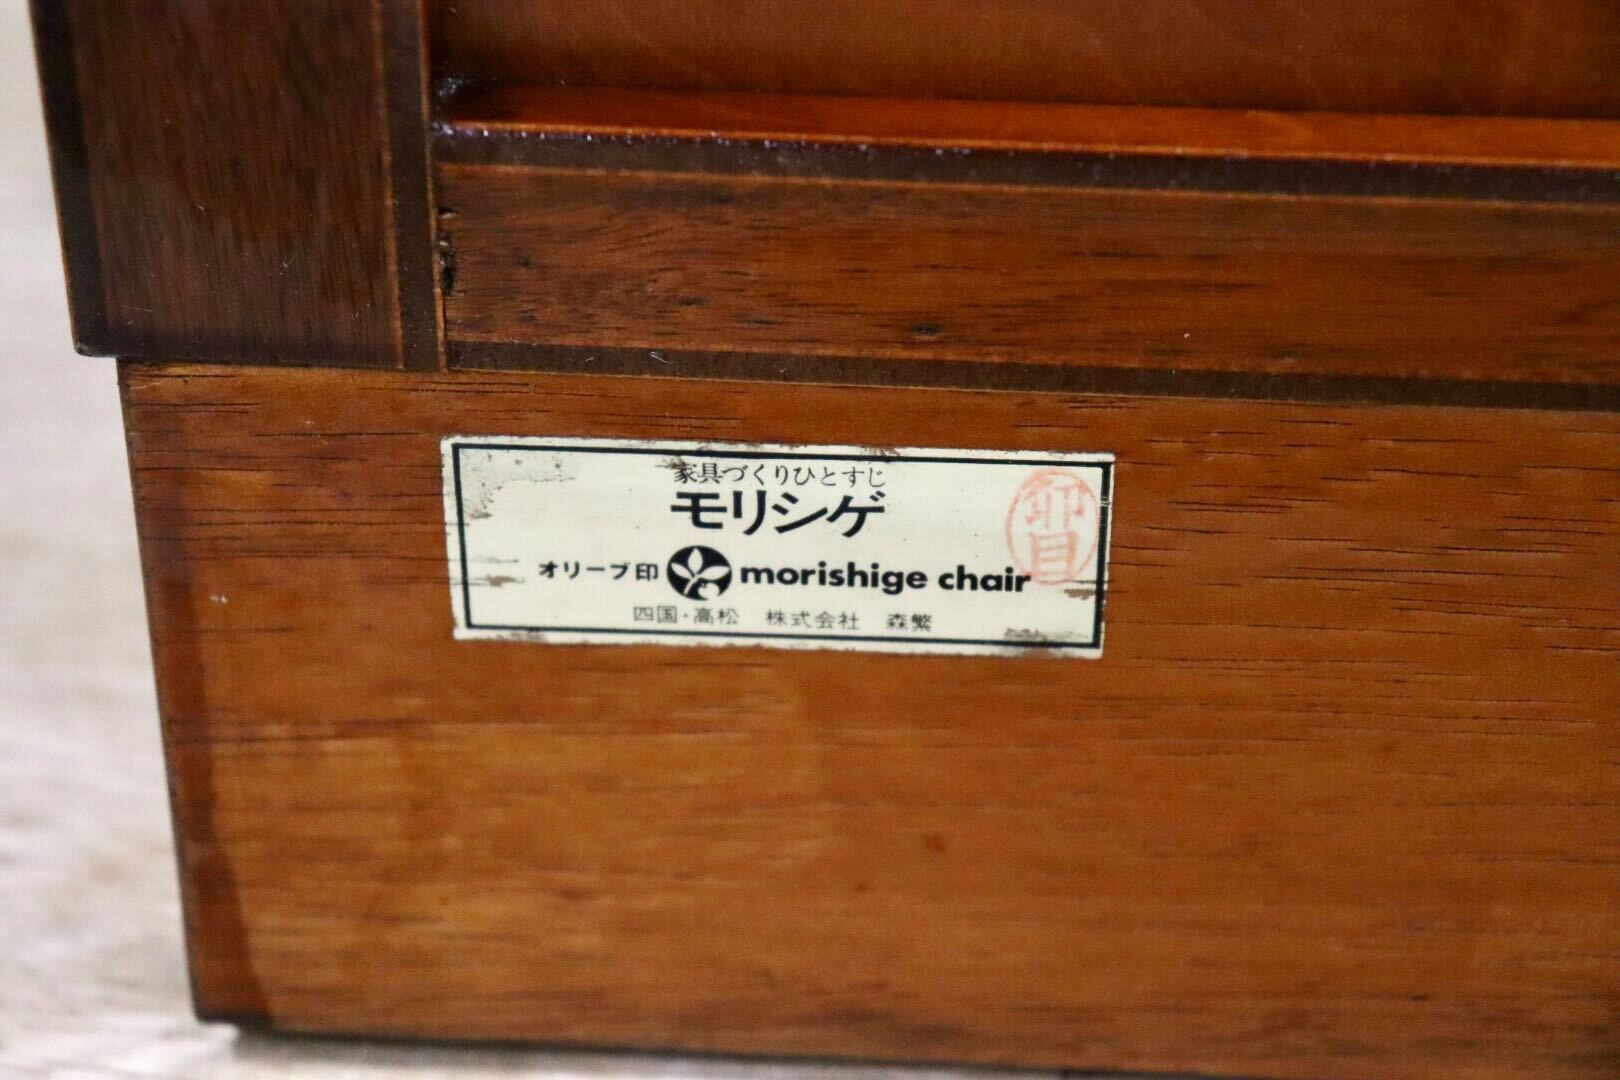 家具づくりひとすじ
モリシゲ
オリーブ印 morishige chair
四国・高松 株式会社 森繁